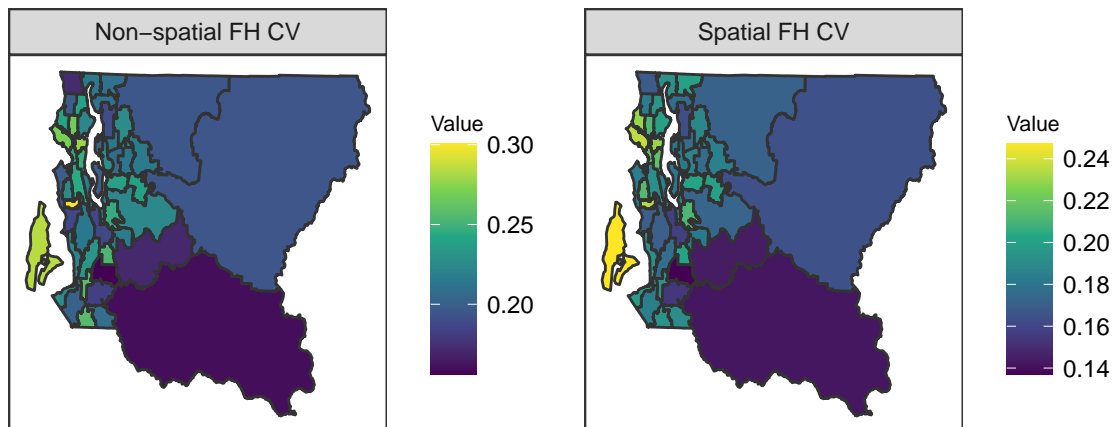 Non−spatial FH CV
Value
0.30
0.25
0.20
Spatial FH CV
Value
0.24
0.22
0.20
0.18
0.16
0.14